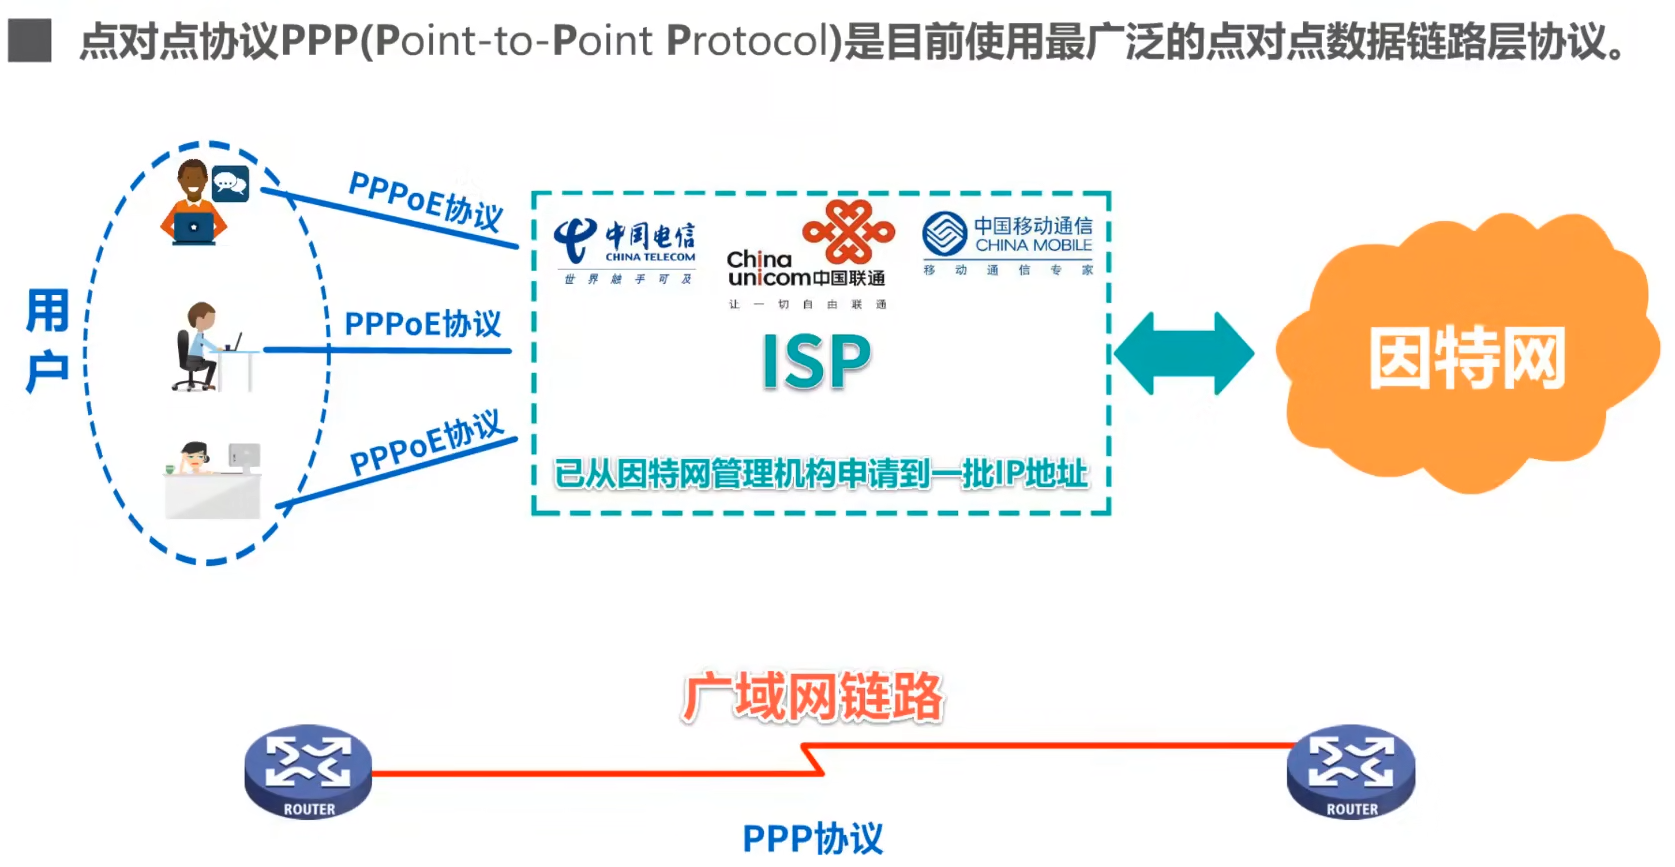 点对点协议PPP(Point-to-Point Protocol)是目前使用最广泛的点对点数据链路层协议。
用户
PPPoE协议
PPPoE协议
PPPoE协议
中国电信
CHINA TELECOM
世界触手可及
China
unicom中国联通
让一切自由联通
中国移动通信
CHINA MOBILE
移动通信专家
ISP
已从因特网管理机构申请到一批IP地址
因特网
广域网链路
ROUTER
ROUTER
PPP协议